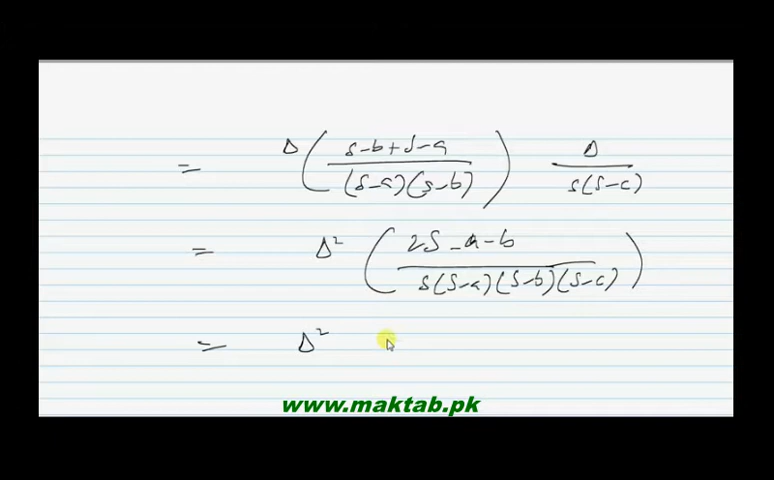 = Δ ( s-b+s-a / (s-a)(s-b) ) Δ / s(s-c)
= Δ² ( 2s-a-b / s(s-a)(s-b)(s-c) )
= Δ²
www.maktab.pk